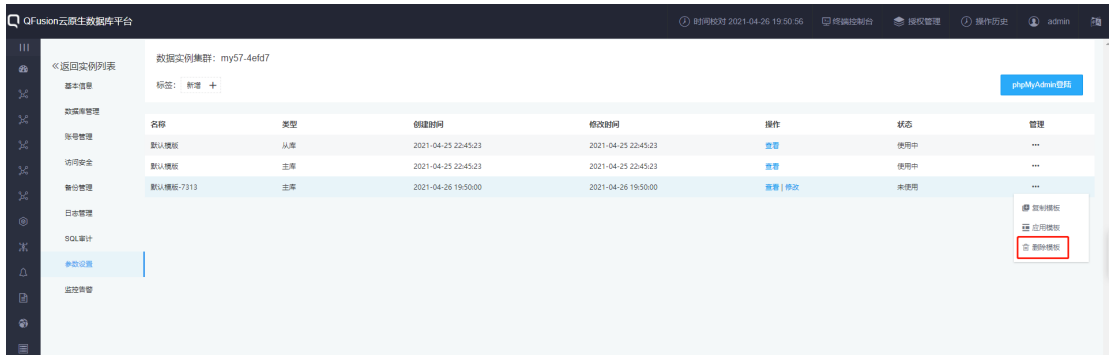 QFusion云原生数据库平台
时间校对 2021-04-26 19:50:56 终端控制台 授权管理 操作历史 admin
≪返回实例列表
基本信息
数据库管理
账号管理
访问安全
备份管理
日志管理
SQL审计
参数设置
监控告警
数据实例集群: my57-4efd7
标签: 新增 +
phpMyAdmin登陆
名称 类型 创建时间 修改时间 操作 状态 管理
默认模版 从库 2021-04-25 22:45:23 2021-04-25 22:45:23 查看 使用中 ···
默认模版 主库 2021-04-25 22:45:23 2021-04-25 22:45:23 查看 使用中 ···
默认模版-7313 主库 2021-04-26 19:50:00 2021-04-26 19:50:00 查看 | 修改 未使用 ···
复制模板
应用模板
删除模板